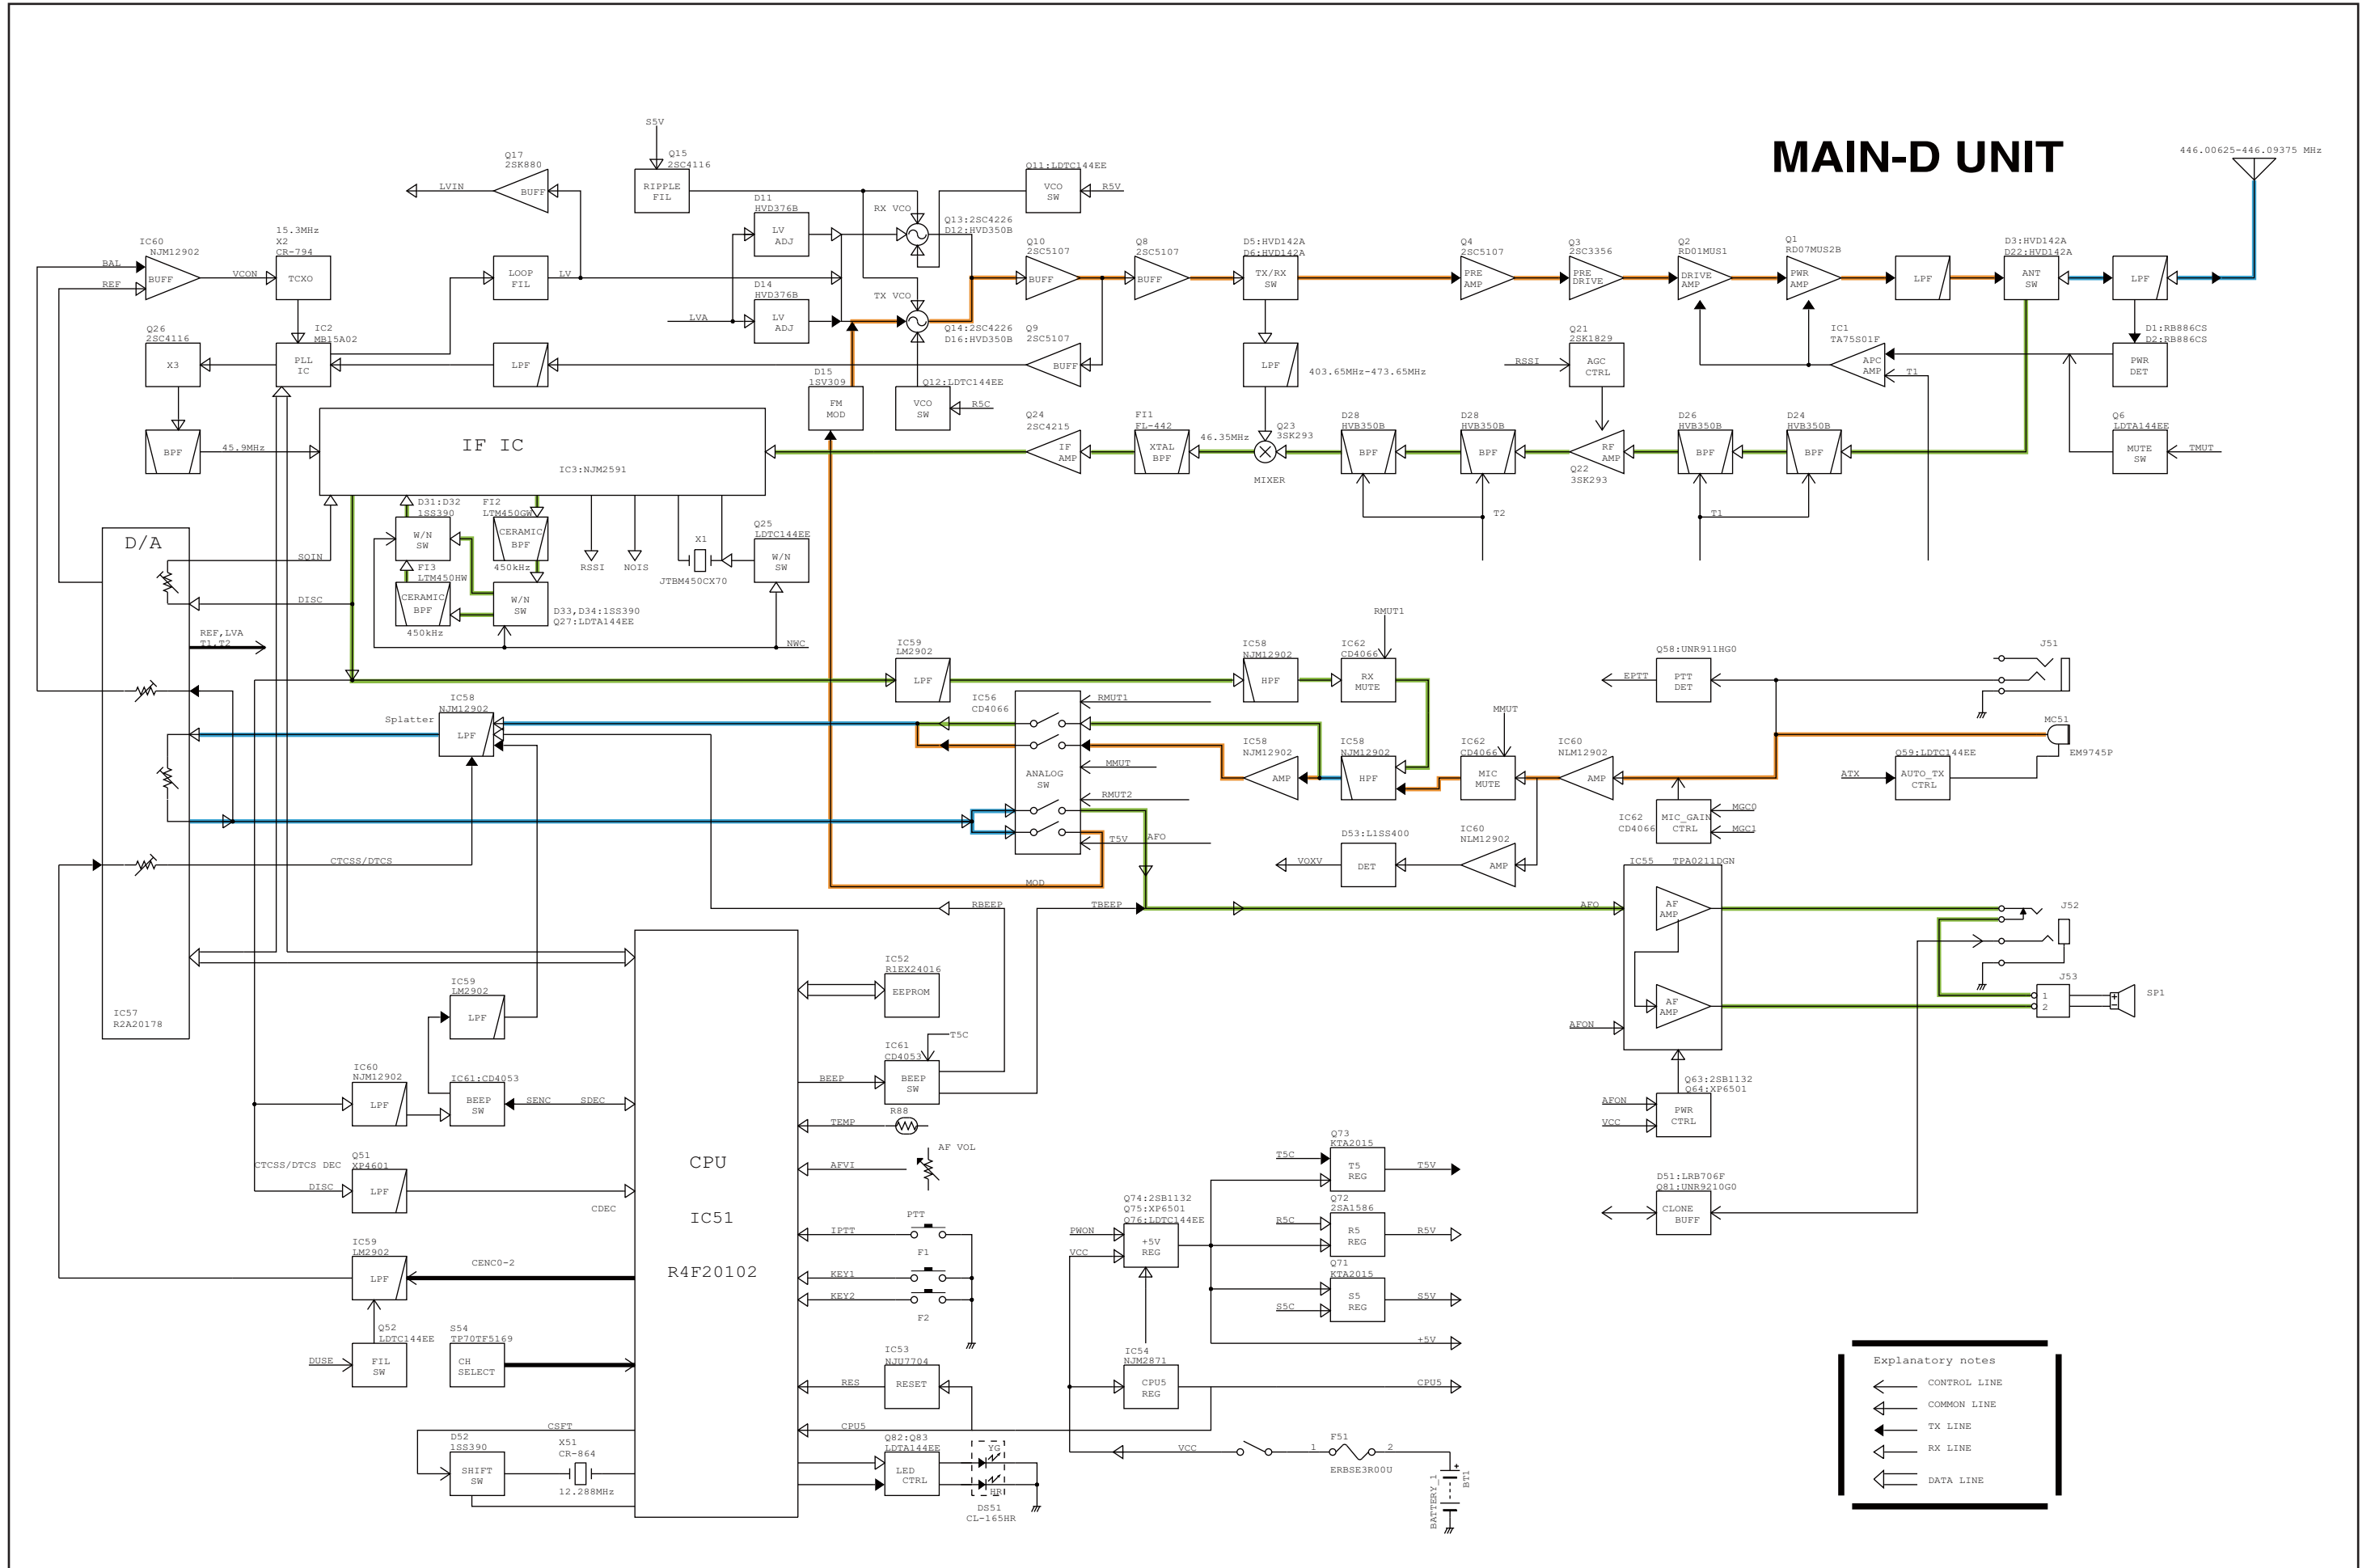 MAIN-D UNIT
446.00625-446.09375 MHz
S5V
Q17
2SK880
BUFF
LVIN
Q15
2SC4116
RIPPLE
FIL
D11
HVD376B
LV
ADJ
RX VCO
Q13:2SC4226
D12:HVD350B
Q11:LDTC144EE
VCO
SW
R5V
IC60
NJM12902
BUFF
BAL
REF
VCON
15.3MHz
X2
CR-794
TCXO
LOOP
FIL
LV
D14
HVD376B
LV
ADJ
LVA
TX VCO
Q14:2SC4226
D16:HVD350B
Q10
2SC5107
BUFF
Q8
2SC5107
BUFF
D5:HVD142A
D6:HVD142A
TX/RX
SW
Q4
2SC5107
PRE
AMP
Q3
2SC3356
PRE
DRIVE
Q2
RD01MUS1
DRIVE
AMP
Q1
RD07MUS2B
PWR
AMP
LPF
D3:HVD142A
D22:HVD142A
ANT
SW
LPF
Q26
2SC4116
X3
IC2
MB15A02
PLL
IC
LPF
D15
1SV309
FM
MOD
Q12:LDTC144EE
VCO
SW
R5C
Q9
2SC5107
BUFF
LPF
403.65MHz-473.65MHz
RSSI
Q21
2SK1829
AGC
CTRL
IC1
TA75S01F
APC
AMP
T1
D1:RB886CS
D2:RB886CS
PWR
DET
Q6
LDTA144EE
MUTE
SW
TMUT
BPF
45.9MHz
IF IC
IC3:NJM2591
Q24
2SC4215
IF
AMP
FI1
FL-442
XTAL
BPF
46.35MHz
Q23
3SK293
MIXER
D28
HVB350B
BPF
D28
HVB350B
BPF
RF
AMP
Q22
3SK293
D26
HVB350B
BPF
D24
HVB350B
BPF
T2
T1
D/A
SQIN
DISC
D31:D32
1SS390
W/N
SW
FI2
LTM450GW
CERAMIC
BPF
450kHz
FI3
LTM450HW
CERAMIC
BPF
450kHz
W/N
SW
D33,D34:1SS390
Q27:LDTA144EE
RSSI
NOIS
X1
JTBM450CX70
Q25
LDTC144EE
W/N
SW
NWC
REF,LVA
T1,T2
IC59
LM2902
LPF
IC58
NJM12902
HPF
RMUT1
IC62
CD4066
RX
MUTE
Q58:UNR911HG0
PTT
DET
EPTT
J51
Splatter
IC58
NJM12902
LPF
IC56
CD4066
ANALOG
SW
RMUT1
MMUT
RMUT2
T5V
AFO
MOD
IC58
NJM12902
AMP
IC58
NJM12902
HPF
MMUT
IC62
CD4066
MIC
MUTE
IC60
NLM12902
AMP
MC51
EM9745P
ATX
Q59:LDTC144EE
AUTO_TX
CTRL
IC62
CD4066
MIC_GAIN
CTRL
MGC0
MGC1
VOXV
D53:L1SS400
DET
IC60
NLM12902
AMP
CTCSS/DTCS
RBEEP
TBEEP
AFO
IC55
TPA0211DGN
AF
AMP
AF
AMP
AFON
J52
J53
1
2
SP1
IC57
R2A20178
IC59
LM2902
LPF
IC52
R1EX24016
EEPROM
T5C
IC61
CD4053
BEEP
SW
BEEP
IC60
NJM12902
LPF
IC61:CD4053
BEEP
SW
SENC
SDEC
R88
TEMP
AF VOL
AFVI
Q63:2SB1132
Q64:XP6501
PWR
CTRL
AFON
VCC
CPU
IC51
R4F20102
CTCSS/DTCS DEC
Q51
XP4601
LPF
DISC
CDEC
PTT
IPTT
F1
KEY1
KEY2
F2
Q73
KTA2015
T5
REG
T5C
T5V
Q74:2SB1132
Q75:XP6501
Q76:LDTC144EE
+5V
REG
PWON
VCC
Q72
2SA1586
R5
REG
R5C
R5V
Q71
KTA2015
S5
REG
S5C
S5V
+5V
D51:LRB706F
Q81:UNR9210G0
CLONE
BUFF
IC59
LM2902
LPF
CENC0-2
Q52
LDTC144EE
FIL
SW
DUSE
S54
TP70TF5169
CH
SELECT
IC53
NJU7704
RESET
RES
CPU5
IC54
NJM2871
CPU5
REG
CPU5
CSFT
D52
1SS390
SHIFT
SW
X51
CR-864
12.288MHz
Q82:Q83
LDTA144EE
LED
CTRL
YG
HR
DS51
CL-165HR
VCC
F51
1
2
ERBSE3R00U
BATTERY_1
BT1
+
Explanatory notes
CONTROL LINE
COMMON LINE
TX LINE
RX LINE
DATA LINE